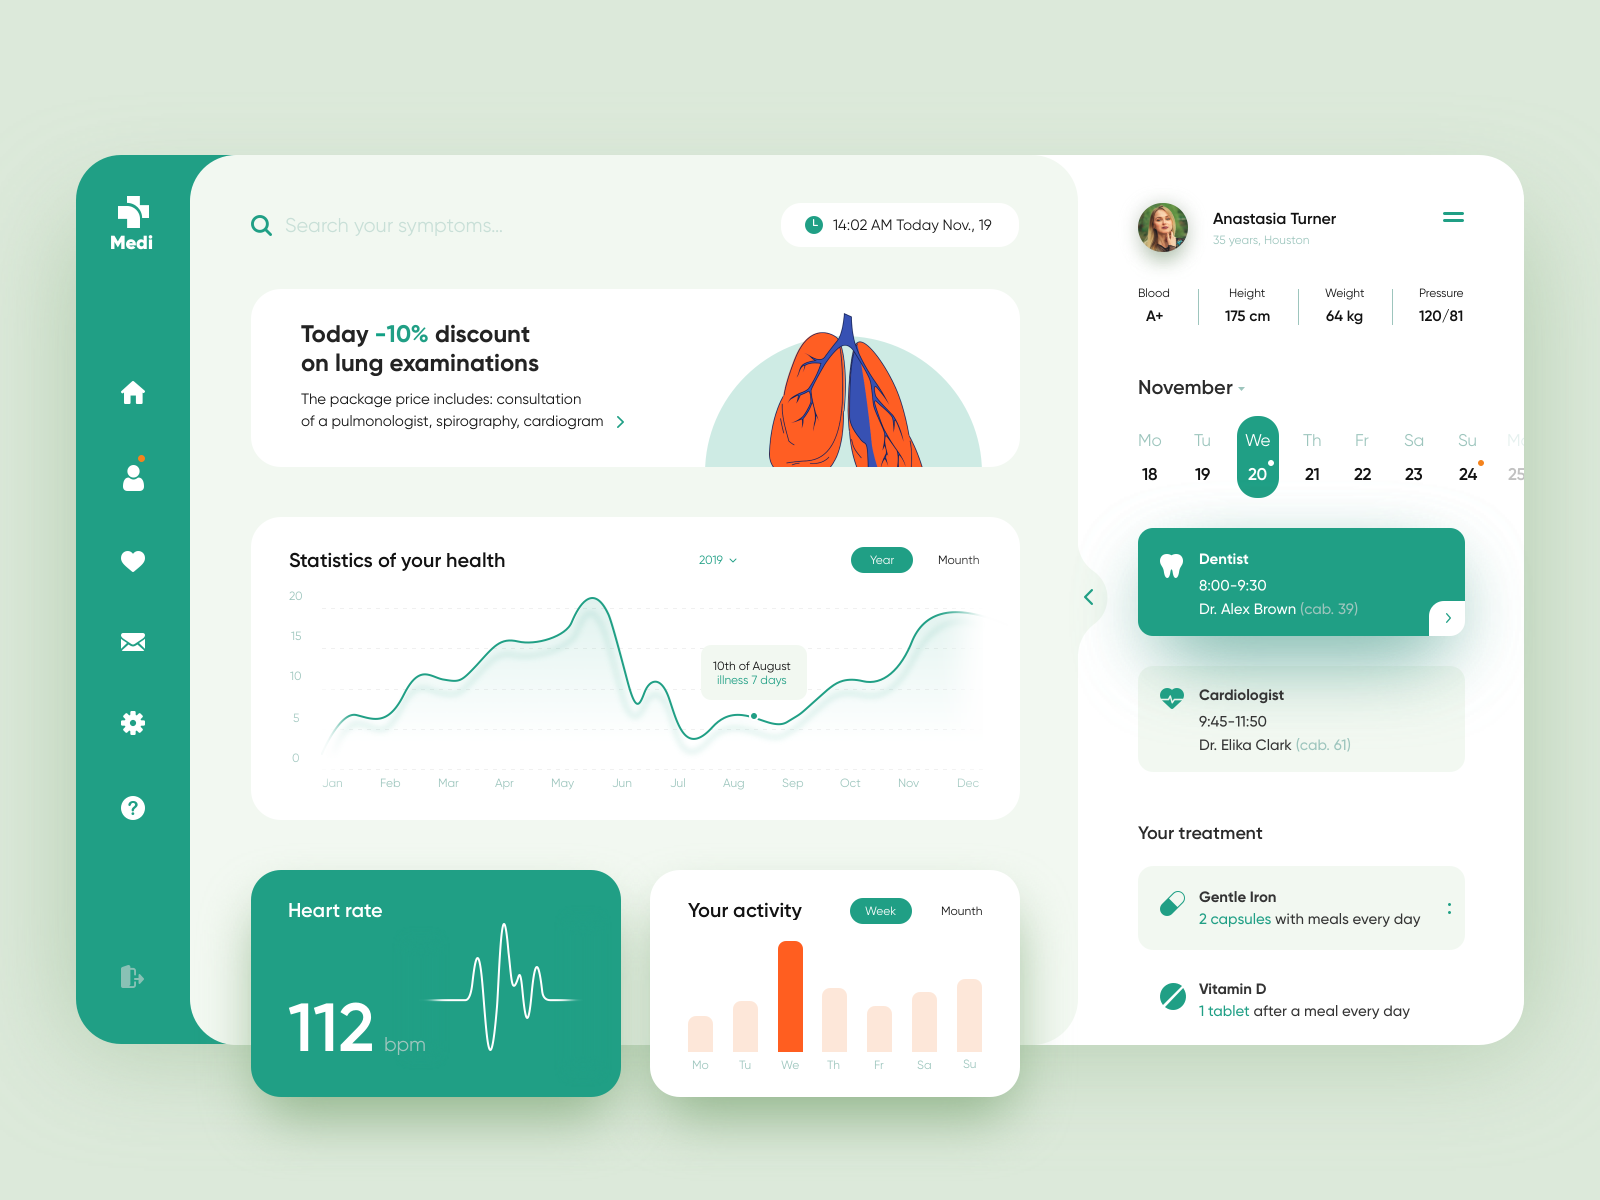 Medi
Search your symptoms...
14:02 AM Today Nov., 19
Today -10% discount
on lung examinations
The package price includes: consultation
of a pulmonologist, spirography, cardiogram
Statistics of your health
2019
Year
Mounth
20
15
10
5
0
10th of August
illness 7 days
Jan Feb Mar Apr May Jun Jul Aug Sep Oct Nov Dec
Heart rate
112 bpm
Your activity
Week
Mounth
Mo Tu We Th Fr Sa Su
Anastasia Turner
35 years, Houston
Blood Height Weight Pressure
A+ 175 cm 64 kg 120/81
November
Mo Tu We Th Fr Sa Su Mo
18 19 20 21 22 23 24 25
Dentist
8:00-9:30
Dr. Alex Brown (cab. 39)
Cardiologist
9:45-11:50
Dr. Elika Clark (cab. 61)
Your treatment
Gentle Iron
2 capsules with meals every day
Vitamin D
1 tablet after a meal every day